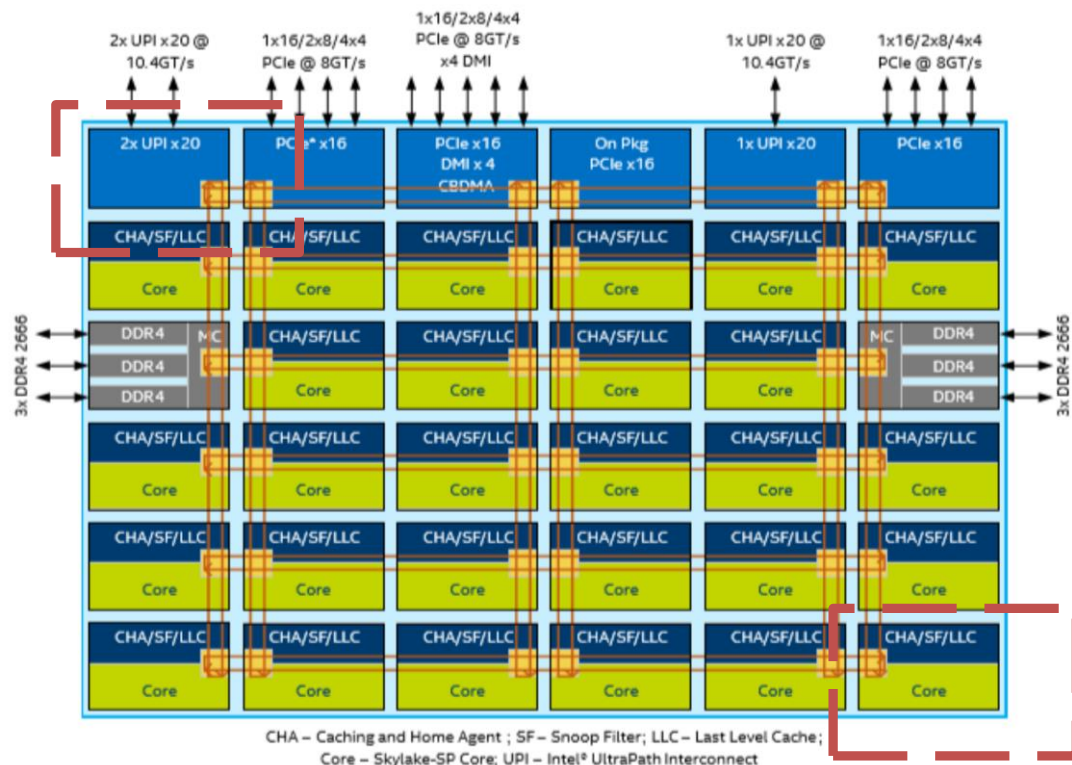 2x UPI x20 @
10.4GT/s
1x16/2x8/4x4
PCIe @ 8GT/s
1x16/2x8/4x4
PCIe @ 8GT/s
x4 DMI
1x UPI x20 @
10.4GT/s
1x16/2x8/4x4
PCIe @ 8GT/s
2x UPI x20
PCIe* x16
PCIe x16
DMI x 4
CBDMA
On Pkg
PCIe x16
1x UPI x20
PCIe x16
CHA/SF/LLC CHA/SF/LLC CHA/SF/LLC CHA/SF/LLC CHA/SF/LLC CHA/SF/LLC
Core Core Core Core Core Core
3x DDR4 2666
DDR4 MC CHA/SF/LLC CHA/SF/LLC CHA/SF/LLC CHA/SF/LLC MC DDR4
DDR4 DDR4
DDR4 Core Core Core Core DDR4
3x DDR4 2666
CHA/SF/LLC CHA/SF/LLC CHA/SF/LLC CHA/SF/LLC CHA/SF/LLC CHA/SF/LLC
Core Core Core Core Core Core
CHA/SF/LLC CHA/SF/LLC CHA/SF/LLC CHA/SF/LLC CHA/SF/LLC CHA/SF/LLC
Core Core Core Core Core Core
CHA/SF/LLC CHA/SF/LLC CHA/SF/LLC CHA/SF/LLC CHA/SF/LLC CHA/SF/LLC
Core Core Core Core Core Core
CHA – Caching and Home Agent ; SF – Snoop Filter; LLC – Last Level Cache;
Core – Skylake-SP Core; UPI – Intel® UltraPath Interconnect